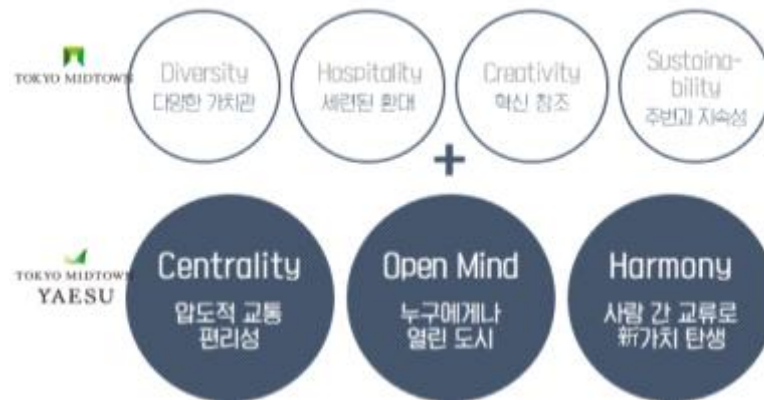 TOKYO MIDTOWN
Diversity
다양한 가치관
Hospitality
세련된 환대
Creativity
혁신 창조
Sustaina-
bility
주변과 지속성
+
TOKYO MIDTOWN
YAESU
Centrality
압도적 교통
편리성
Open Mind
누구에게나
열린 도시
Harmony
사람 간 교류로
新가치 탄생